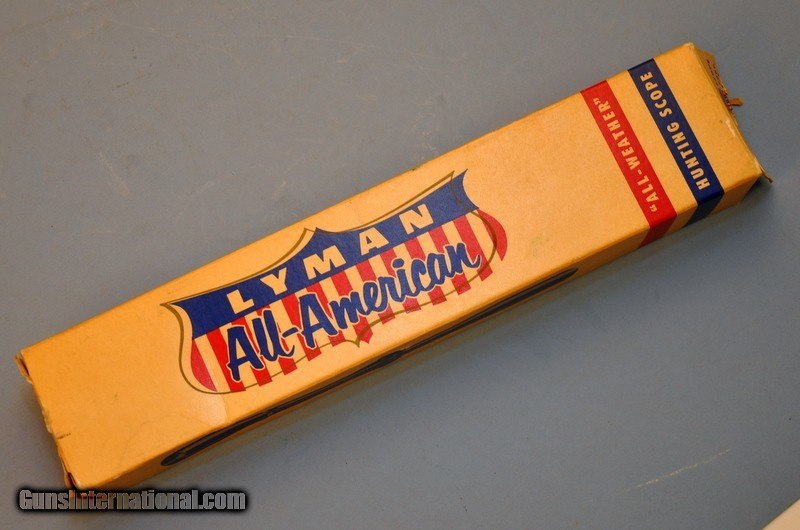 LYMAN
All-American
"ALL-WEATHER"
HUNTING SCOPE
GunsInternational.com